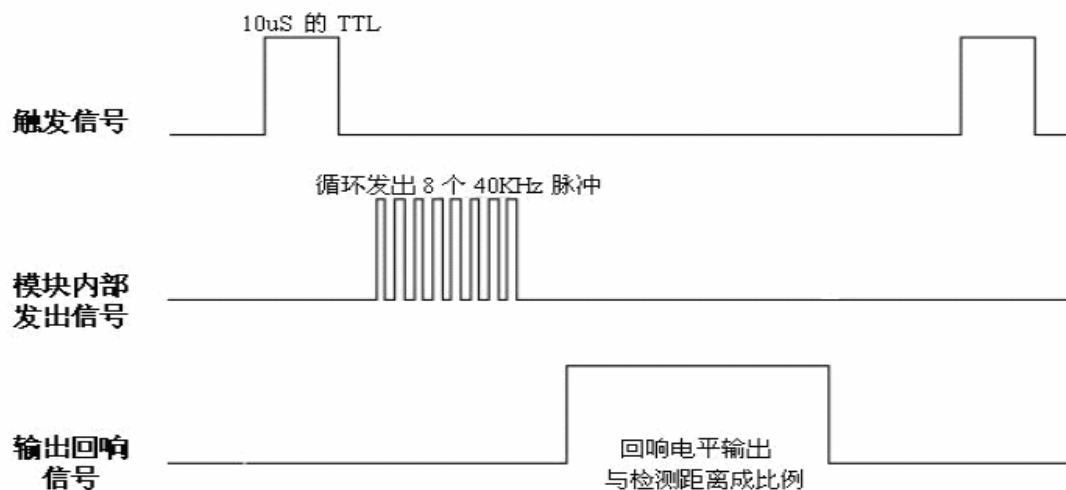 10uS 的 TTL
触发信号
循环发出 8 个 40KHz 脉冲
模块内部
发出信号
输出回响
信号
回响电平输出
与检测距离成比例